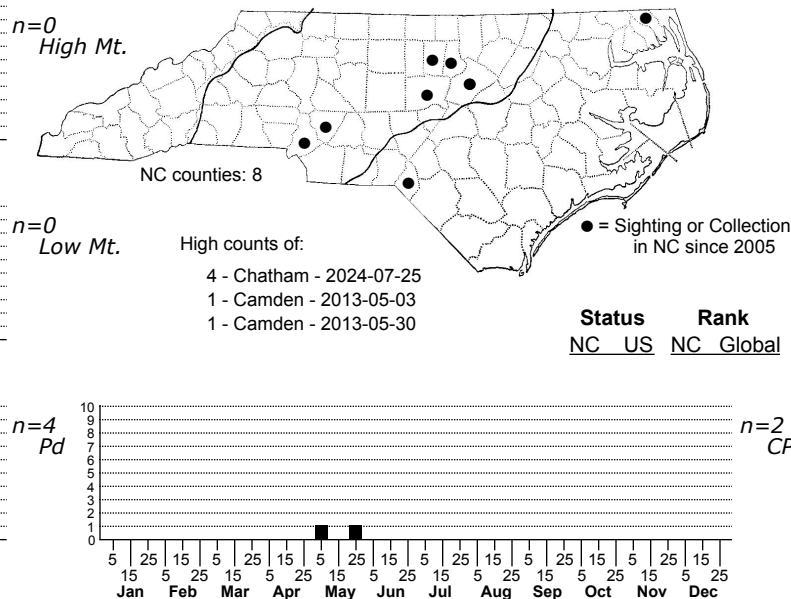 n=0
High Mt.
NC counties: 8
n=0
Low Mt.
High counts of:
4 - Chatham - 2024-07-25
1 - Camden - 2013-05-03
1 - Camden - 2013-05-30
● = Sighting or Collection
in NC since 2005
Status Rank
NC US NC Global
n=4
Pd
n=2
CP
10
9
8
7
6
5
4
3
2
1
0
5 25 15 5 25 15 5 25 15 5 25 15 5 25 15 5 25 15
15 5 25 15 5 25 15 5 25 15 5 25 15 5 25 15 5 25
Jan Feb Mar Apr May Jun Jul Aug Sep Oct Nov Dec